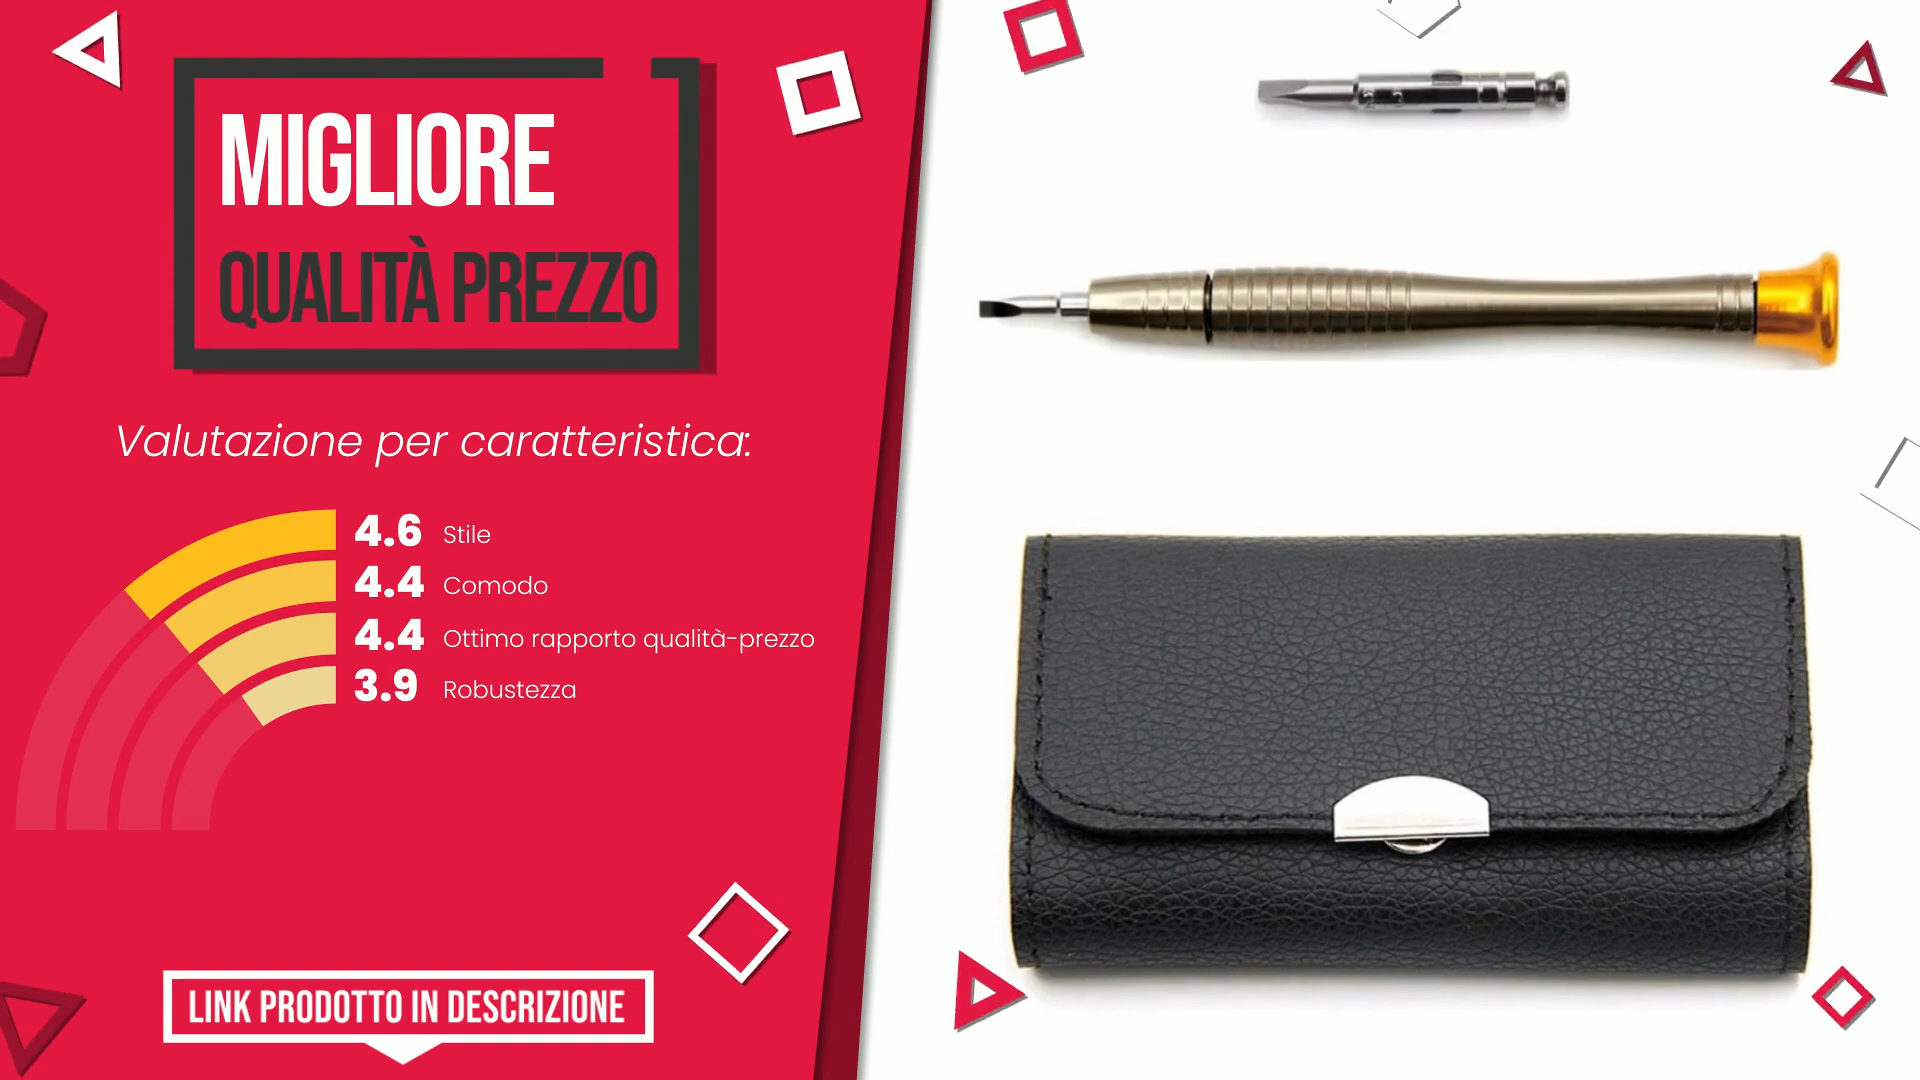 MIGLIORE
QUALITÀ PREZZO
Valutazione per caratteristica:
4.6 Stile
4.4 Comodo
4.4 Ottimo rapporto qualità-prezzo
3.9 Robustezza
LINK PRODOTTO IN DESCRIZIONE